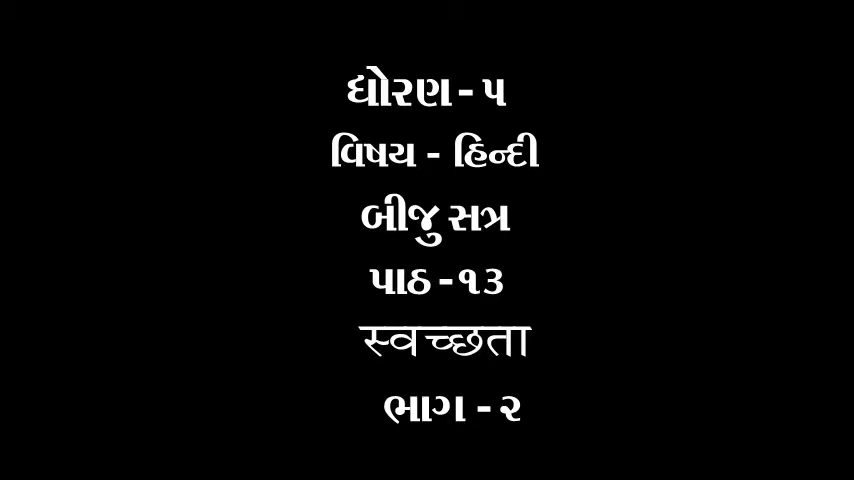 ધોરણ - ૫
વિષય - હિન્દી
બીજુ સત્ર
પાઠ - ૧૩
स्वच्छता
ભાગ - ૨